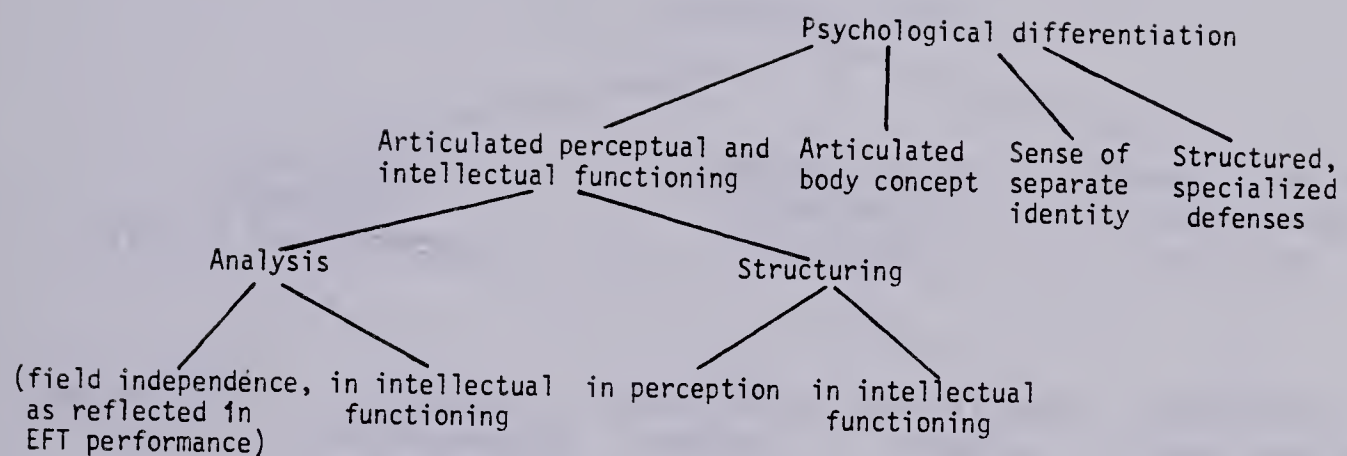 Psychological differentiation
Articulated perceptual and
intellectual functioning
Articulated
body concept
Sense of
separate
identity
Structured,
specialized
defenses
Analysis
Structuring
(field independence,
as reflected in
EFT performance)
in intellectual
functioning
in perception
in intellectual
functioning